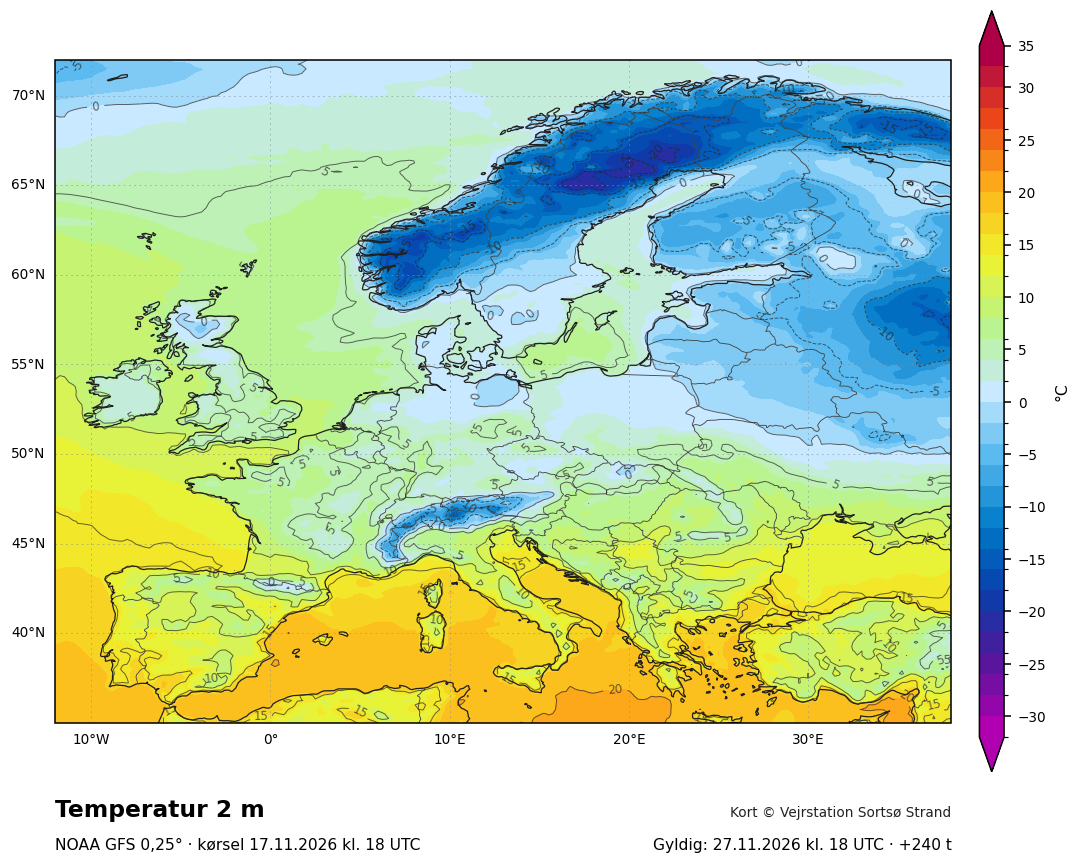 70°N
65°N
60°N
55°N
50°N
45°N
40°N
10°W 0° 10°E 20°E 30°E
35
30
25
20
15
10
5
0
−5
−10
−15
−20
−25
−30
°C
Temperatur 2 m
Kort © Vejrstation Sortsø Strand
NOAA GFS 0,25° · kørsel 17.11.2026 kl. 18 UTC
Gyldig: 27.11.2026 kl. 18 UTC · +240 t